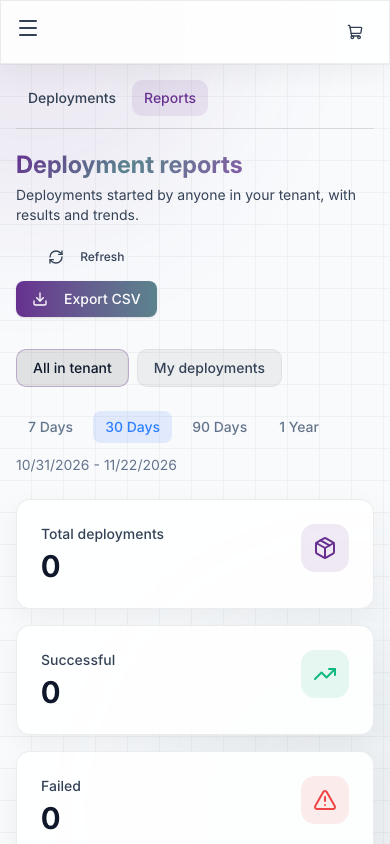 Deployments Reports
Deployment reports
Deployments started by anyone in your tenant, with
results and trends.
Refresh
Export CSV
All in tenant My deployments
7 Days 30 Days 90 Days 1 Year
10/31/2026 - 11/22/2026
Total deployments
0
Successful
0
Failed
0